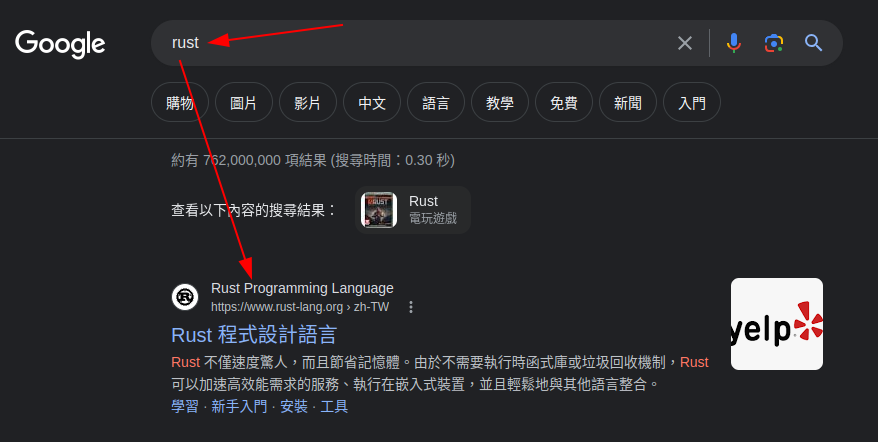 Google
rust
購物 圖片 影片 中文 語言 教學 免費 新聞 入門
約有 762,000,000 項結果 (搜尋時間：0.30 秒)
查看以下內容的搜尋結果：
Rust
電玩遊戲
Rust Programming Language
https://www.rust-lang.org › zh-TW
Rust 程式設計語言
Rust 不僅速度驚人，而且節省記憶體。由於不需要執行時函式庫或垃圾回收機制，Rust
可以加速高效能需求的服務、執行在嵌入式裝置，並且輕鬆地與其他語言整合。
學習 · 新手入門 · 安裝 · 工具
yelp